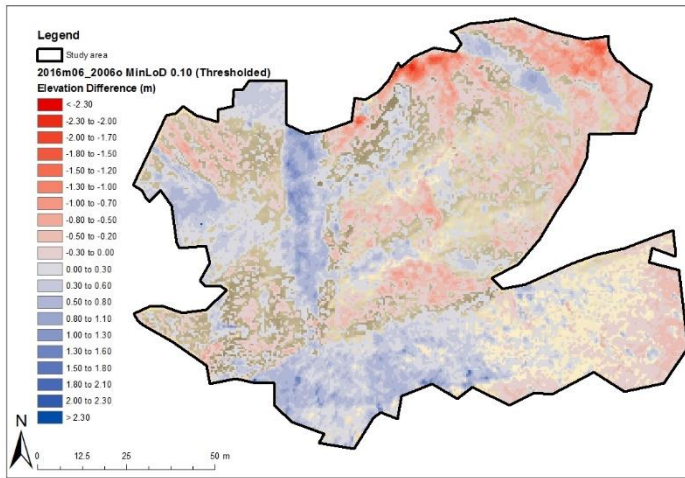 Legend
Study area
2016m06_2006o MinLoD 0.10 (Thresholded)
Elevation Difference (m)
< -2.30
-2.30 to -2.00
-2.00 to -1.70
-1.80 to -1.50
-1.50 to -1.20
-1.30 to -1.00
-1.00 to -0.70
-0.80 to -0.50
-0.50 to -0.20
-0.30 to 0.00
0.00 to 0.30
0.30 to 0.60
0.50 to 0.80
0.80 to 1.10
1.00 to 1.30
1.30 to 1.60
1.50 to 1.80
1.80 to 2.10
2.00 to 2.30
> 2.30
N
0 12.5 25 50 m